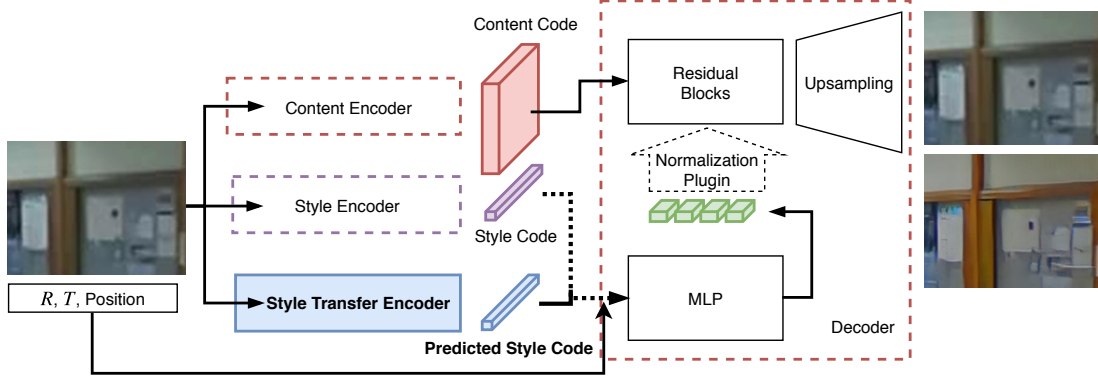 Content Code
Content Encoder
Residual
Blocks
Upsampling
Normalization
Plugin
Style Encoder
Style Code
R, T, Position
Style Transfer Encoder
Predicted Style Code
MLP
Decoder